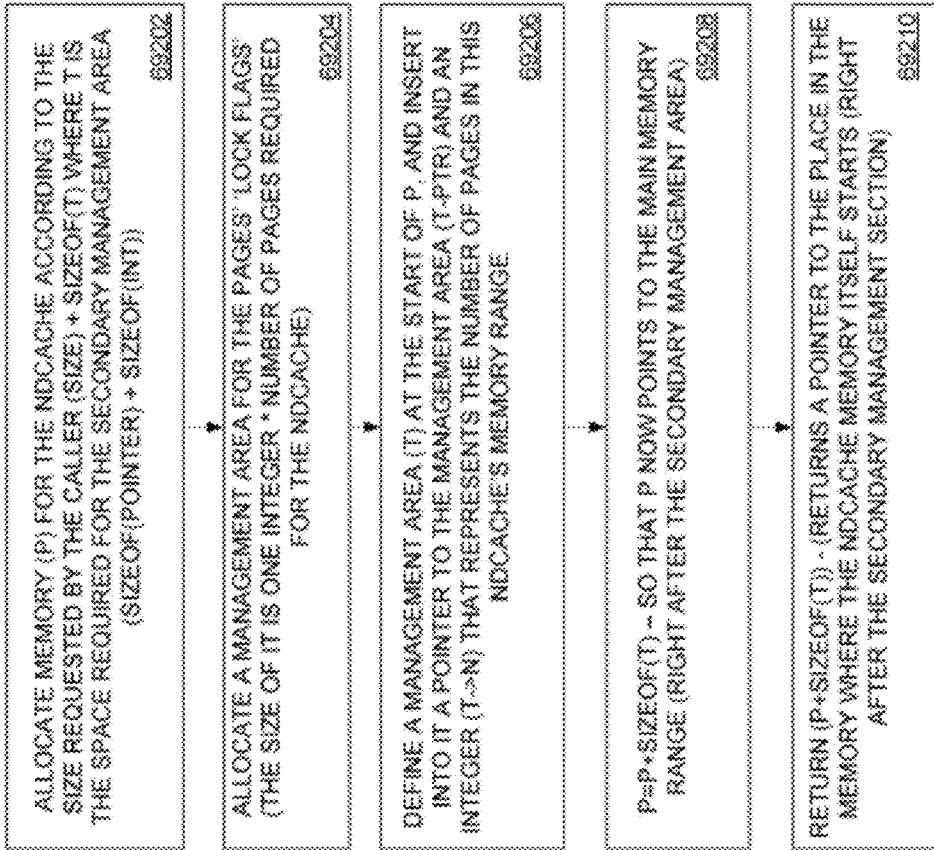 ALLOCATE MEMORY (P) FOR THE NDCACHE ACCORDING TO THE
SIZE REQUESTED BY THE CALLER (SIZE) + SIZEOF(T) WHERE T IS
THE SPACE REQUIRED FOR THE SECONDARY MANAGEMENT AREA
(SIZEOF(POINTER) + SIZEOF(INT))
69202
ALLOCATE A MANAGEMENT AREA FOR THE PAGES' 'LOCK FLAGS'
(THE SIZE OF IT IS ONE INTEGER * NUMBER OF PAGES REQUIRED
FOR THE NDCACHE)
69204
DEFINE A MANAGEMENT AREA (T) AT THE START OF P, AND INSERT
INTO IT A POINTER TO THE MANAGEMENT AREA (T-PTR) AND AN
INTEGER (T->N) THAT REPRESENTS THE NUMBER OF PAGES IN THIS
NDCACHE'S MEMORY RANGE
69206
P=P+SIZEOF(T) – SO THAT P NOW POINTS TO THE MAIN MEMORY
RANGE (RIGHT AFTER THE SECONDARY MANAGEMENT AREA)
69208
RETURN (P+SIZEOF(T)) - (RETURNS A POINTER TO THE PLACE IN THE
MEMORY WHERE THE NDCACHE MEMORY ITSELF STARTS (RIGHT
AFTER THE SECONDARY MANAGEMENT SECTION)
69210